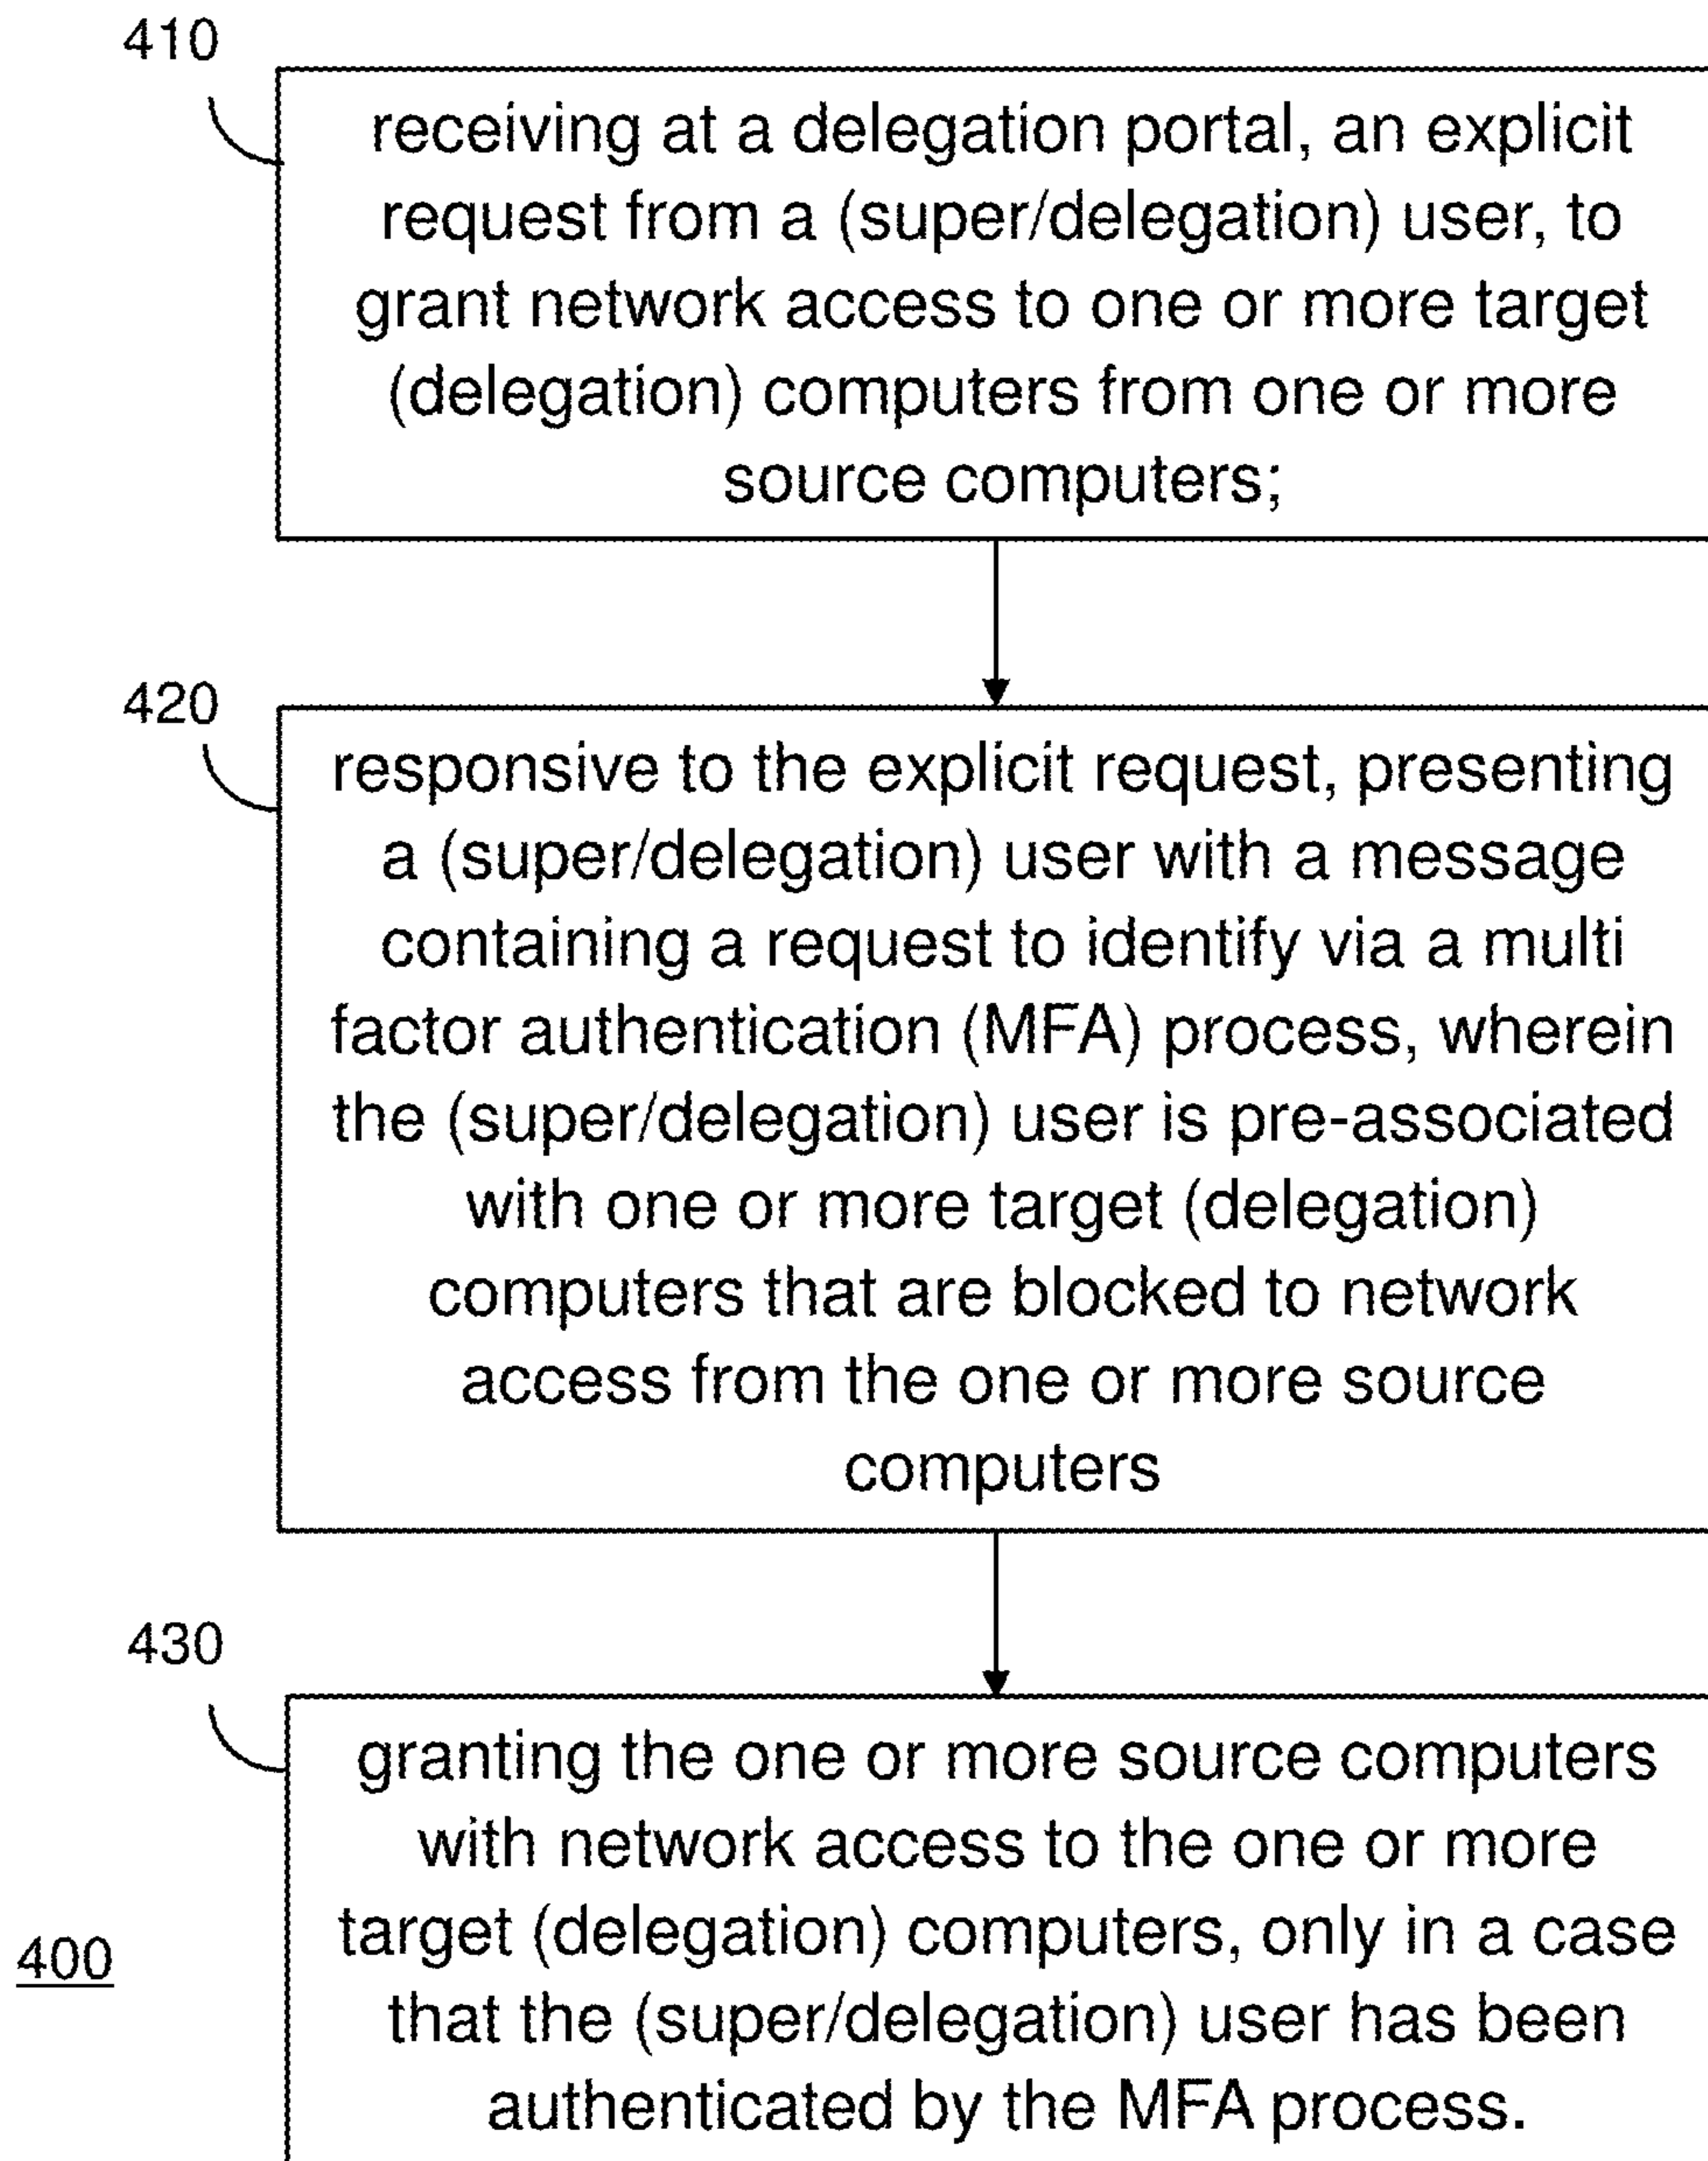 410
receiving at a delegation portal, an explicit
request from a (super/delegation) user, to
grant network access to one or more target
(delegation) computers from one or more
source computers;
420
responsive to the explicit request, presenting
a (super/delegation) user with a message
containing a request to identify via a multi
factor authentication (MFA) process, wherein
the (super/delegation) user is pre-associated
with one or more target (delegation)
computers that are blocked to network
access from the one or more source
computers
430
granting the one or more source computers
with network access to the one or more
target (delegation) computers, only in a case
that the (super/delegation) user has been
authenticated by the MFA process.
400